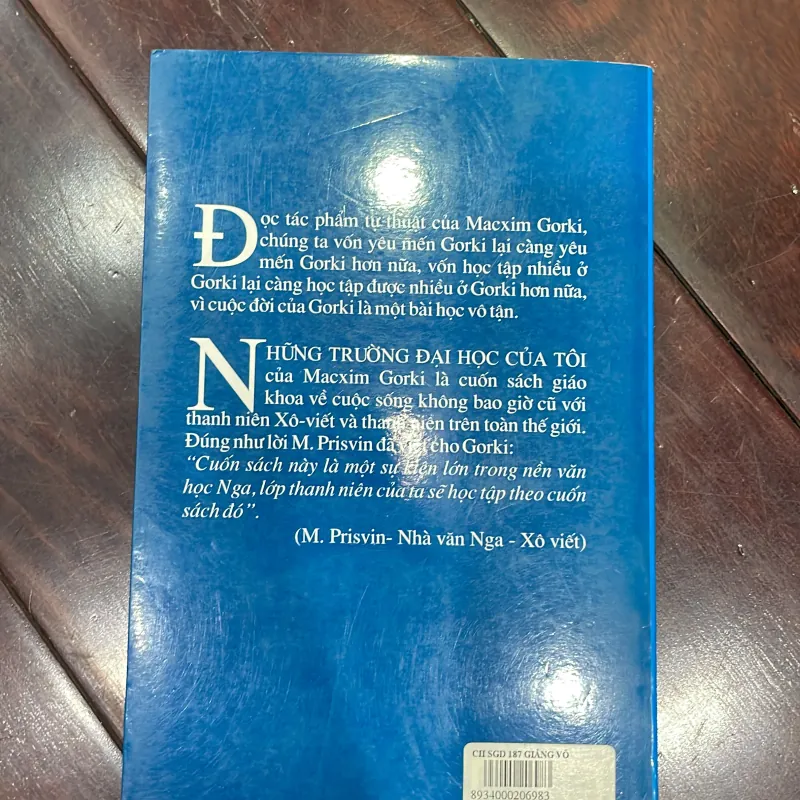 Đọc tác phẩm tự thuật của Macxim Gorki,
chúng ta vốn yêu mến Gorki lại càng yêu
mến Gorki hơn nữa, vốn học tập nhiều ở
Gorki lại càng học tập được nhiều ở Gorki hơn nữa,
vì cuộc đời của Gorki là một bài học vô tận.
NHỮNG TRƯỜNG ĐẠI HỌC CỦA TÔI
của Macxim Gorki là cuốn sách giáo
khoa về cuộc sống không bao giờ cũ với
thanh niên Xô-viết và thanh niên trên toàn thế giới.
Đúng như lời M. Prisvin đã viết cho Gorki:
“Cuốn sách này là một sự kiện lớn trong nền văn
học Nga, lớp thanh niên của ta sẽ học tập theo cuốn
sách đó”.
(M. Prisvin- Nhà văn Nga - Xô viết)
CH SGD 187 GIẢNG VÕ
8934000206983